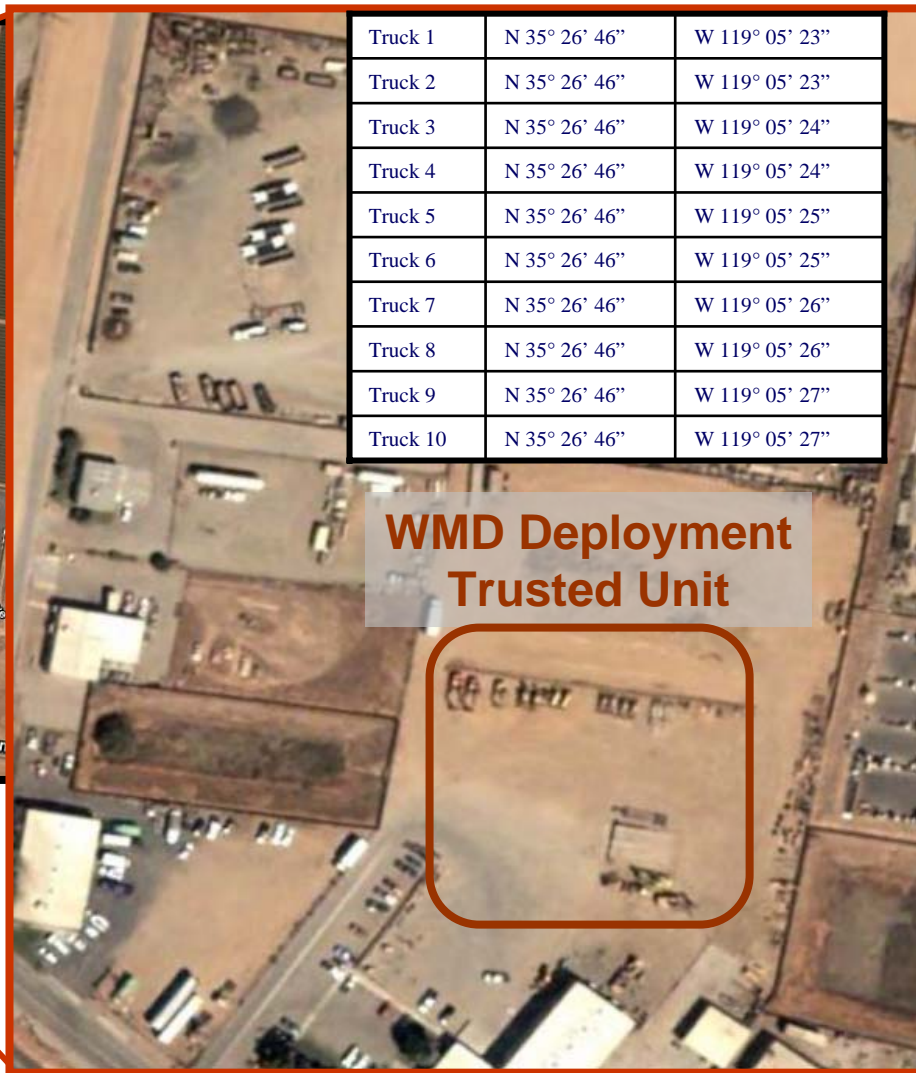 Truck 1 N 35° 26’ 46” W 119° 05’ 23”
Truck 2 N 35° 26’ 46” W 119° 05’ 23”
Truck 3 N 35° 26’ 46” W 119° 05’ 24”
Truck 4 N 35° 26’ 46” W 119° 05’ 24”
Truck 5 N 35° 26’ 46” W 119° 05’ 25”
Truck 6 N 35° 26’ 46” W 119° 05’ 25”
Truck 7 N 35° 26’ 46” W 119° 05’ 26”
Truck 8 N 35° 26’ 46” W 119° 05’ 26”
Truck 9 N 35° 26’ 46” W 119° 05’ 27”
Truck 10 N 35° 26’ 46” W 119° 05’ 27”
WMD Deployment
Trusted Unit